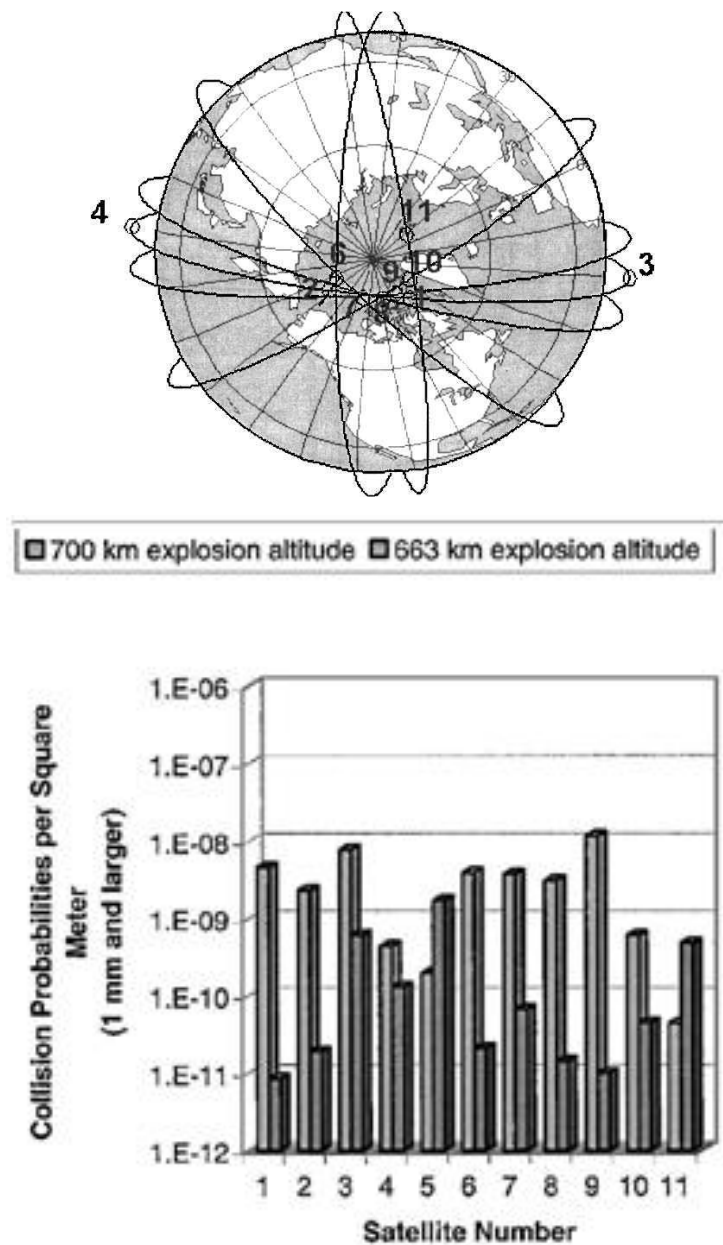 11
4
6
10
3
9
2
1
700 km explosion altitude 663 km explosion altitude
Collision Probabilities per Square
Meter
(1 mm and larger)
1.E-06
1.E-07
1.E-08
1.E-09
1.E-10
1.E-11
1.E-12
1 2 3 4 5 6 7 8 9 10 11
Satellite Number